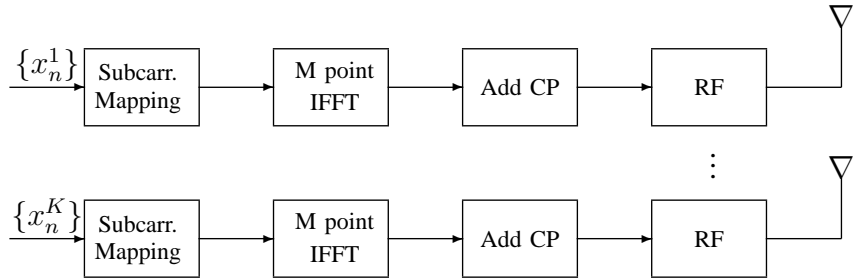 {x_n^1}
Subcarr.
Mapping
M point
IFFT
Add CP
RF
⋮
{x_n^K}
Subcarr.
Mapping
M point
IFFT
Add CP
RF